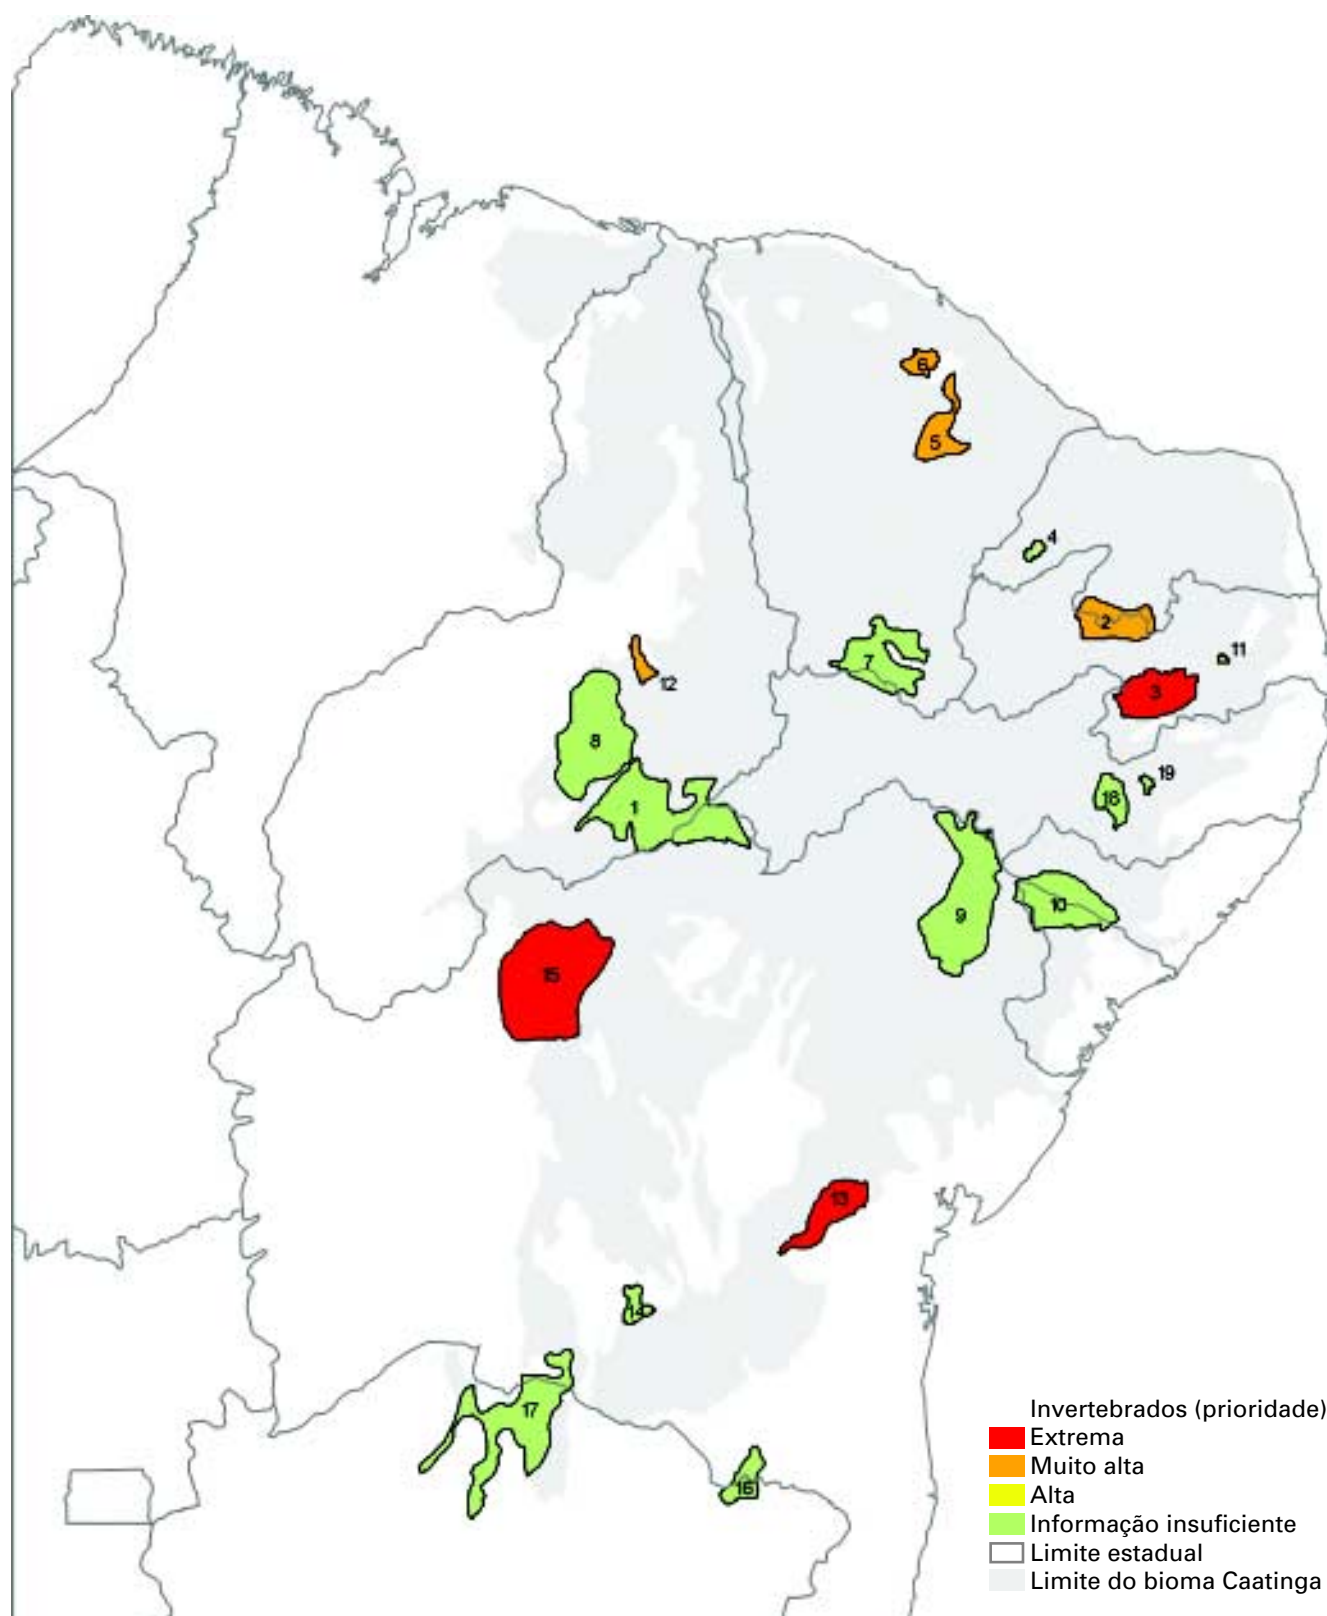 6
5
4
2
11
7
12
3
8
19
18
1
9
10
15
13
14
17
16
Invertebrados (prioridade)
Extrema
Muito alta
Alta
Informação insuficiente
Limite estadual
Limite do bioma Caatinga